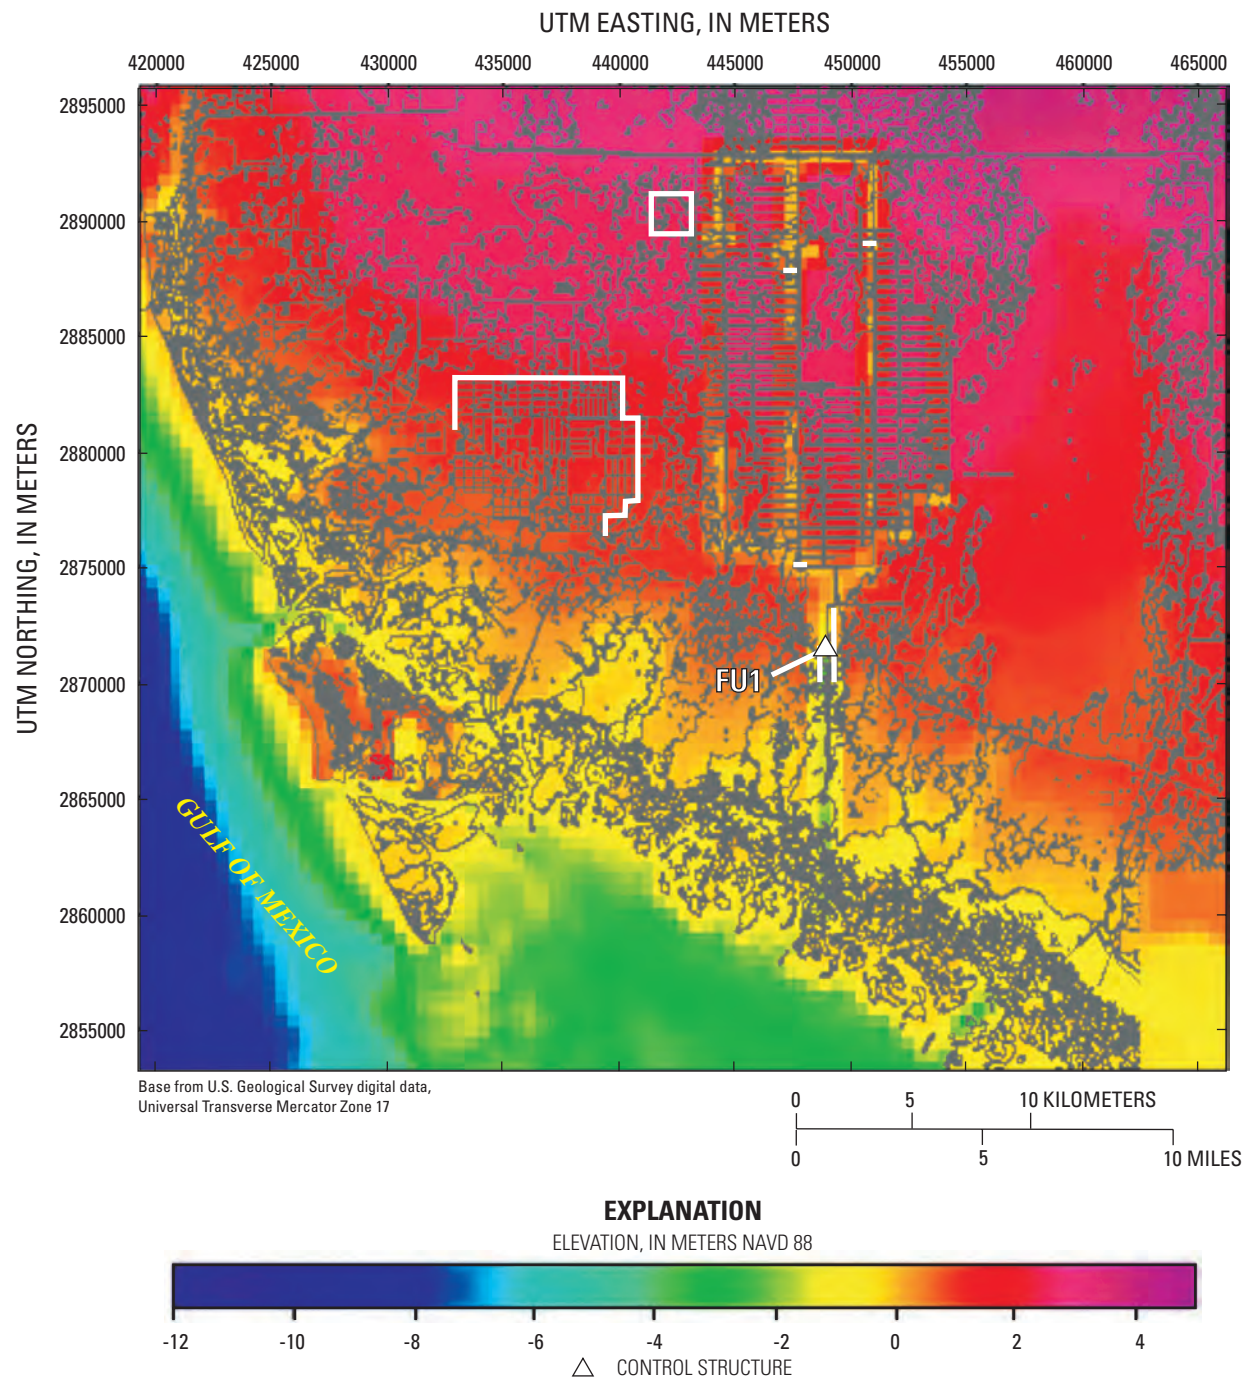 UTM EASTING, IN METERS
420000 425000 430000 435000 440000 445000 450000 455000 460000 465000
UTM NORTHING, IN METERS
2895000
2890000
2885000
2880000
2875000
2870000
2865000
2860000
2855000
FU1
GULF OF MEXICO
Base from U.S. Geological Survey digital data,
Universal Transverse Mercator Zone 17
0 5 10 KILOMETERS
0 5 10 MILES
EXPLANATION
ELEVATION, IN METERS NAVD 88
-12 -10 -8 -6 -4 -2 0 2 4
△ CONTROL STRUCTURE